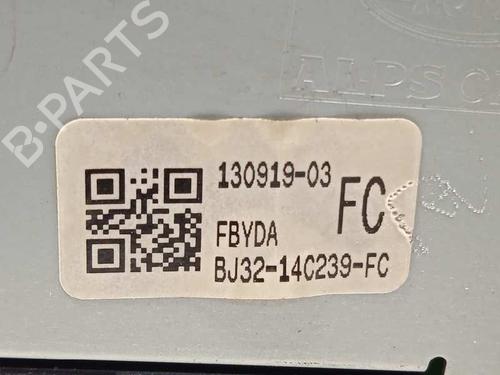 B-PARTS
ALPS
130919-03
FC
FBYDA
BJ32-14C239-FC